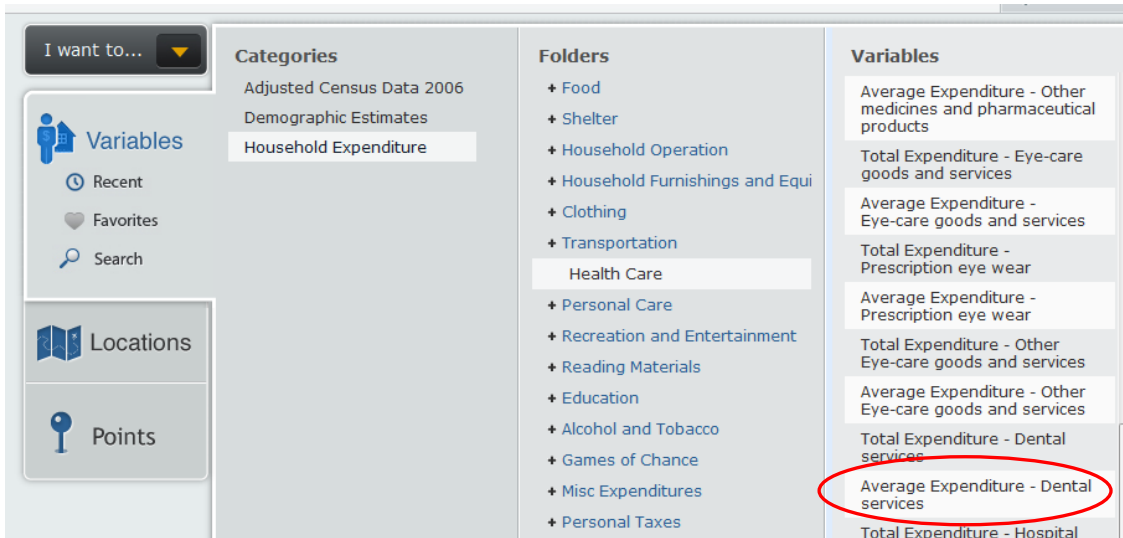 I want to...
Variables
Recent
Favorites
Search
Locations
Points
Categories
Adjusted Census Data 2006
Demographic Estimates
Household Expenditure
Folders
+ Food
+ Shelter
+ Household Operation
+ Household Furnishings and Equi
+ Clothing
+ Transportation
Health Care
+ Personal Care
+ Recreation and Entertainment
+ Reading Materials
+ Education
+ Alcohol and Tobacco
+ Games of Chance
+ Misc Expenditures
+ Personal Taxes
Variables
Average Expenditure - Other
medicines and pharmaceutical
products
Total Expenditure - Eye-care
goods and services
Average Expenditure -
Eye-care goods and services
Total Expenditure -
Prescription eye wear
Average Expenditure -
Prescription eye wear
Total Expenditure - Other
Eye-care goods and services
Average Expenditure - Other
Eye-care goods and services
Total Expenditure - Dental
services
Average Expenditure - Dental
services
Total Expenditure - Hospital